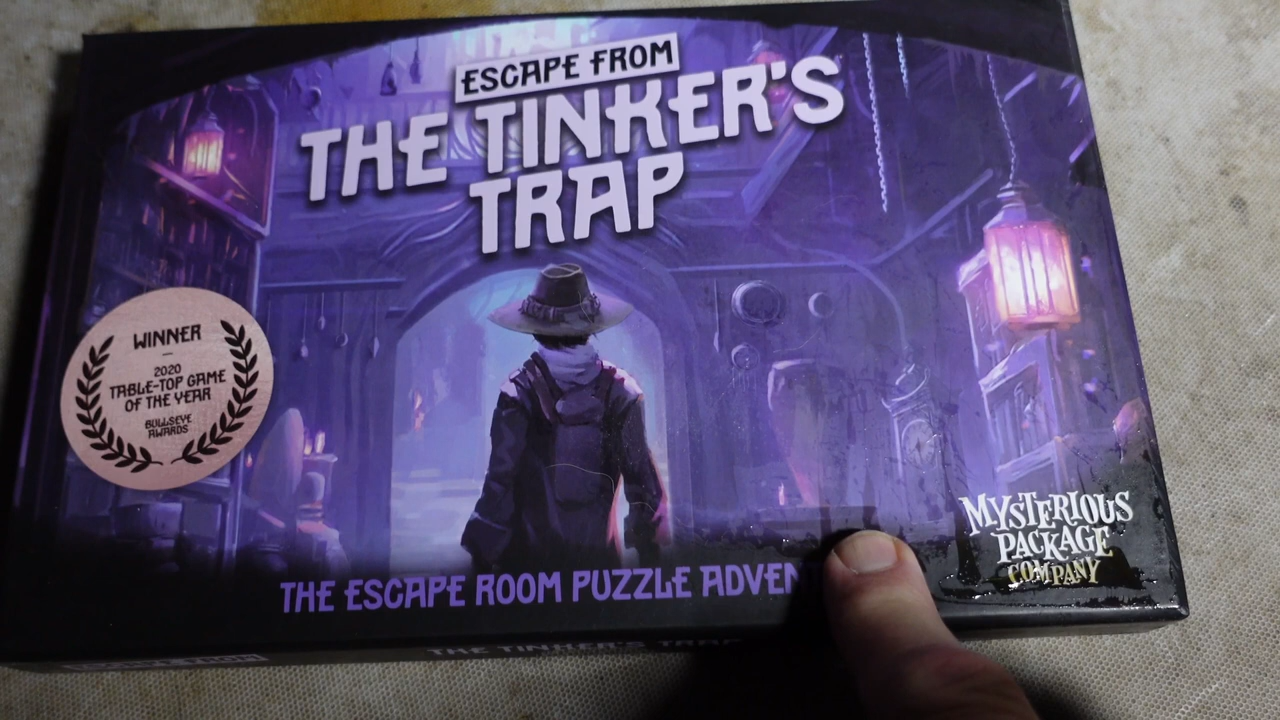 ESCAPE FROM
THE TINKER'S
TRAP
WINNER
2020
TABLE-TOP GAME
OF THE YEAR
BULLSEYE
AWARDS
MYSTERIOUS
PACKAGE
COMPANY
THE ESCAPE ROOM PUZZLE ADVEN
THE TINKER'S TRAP